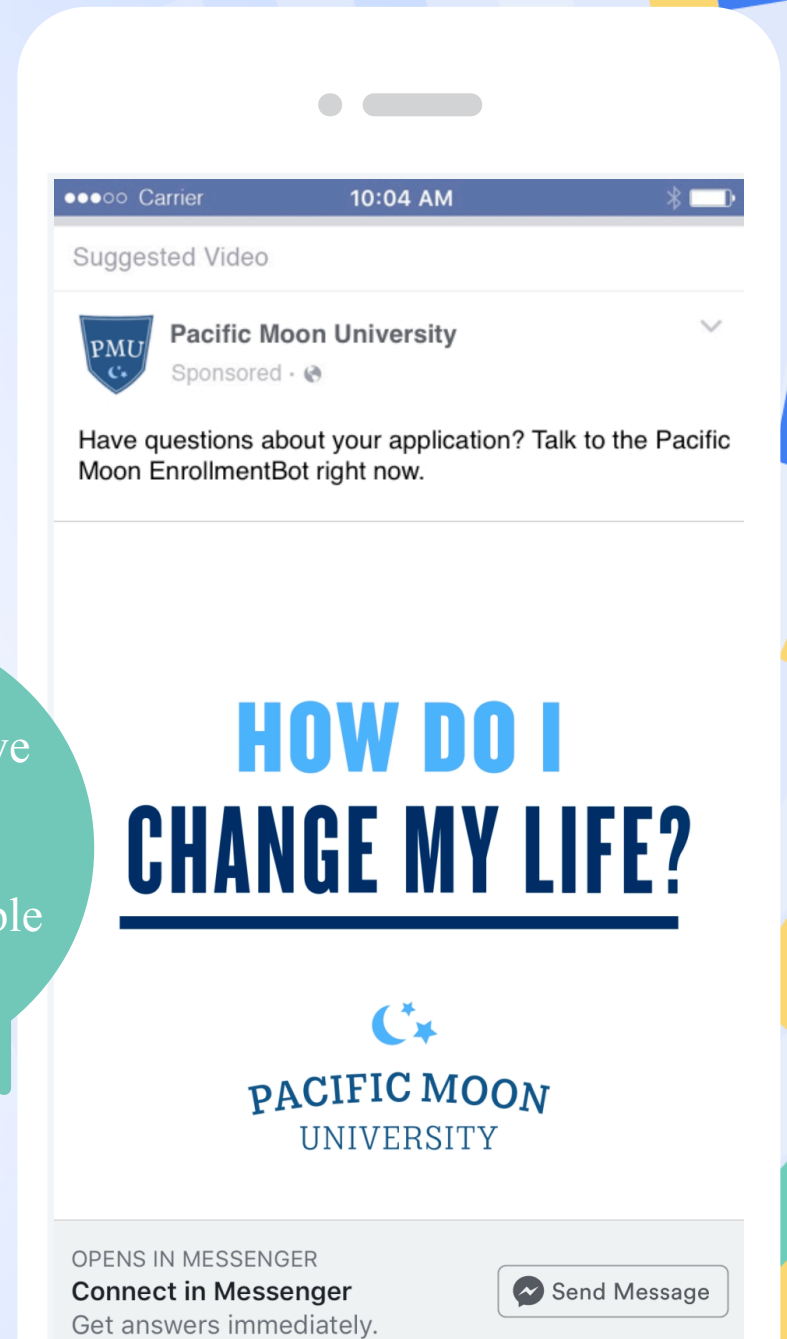 Carrier 10:04 AM
Suggested Video
PMU
Pacific Moon University
Sponsored ·
Have questions about your application? Talk to the Pacific
Moon EnrollmentBot right now.
HOW DO I
CHANGE MY LIFE?
PACIFIC MOON
UNIVERSITY
OPENS IN MESSENGER
Connect in Messenger
Send Message
Get answers immediately.